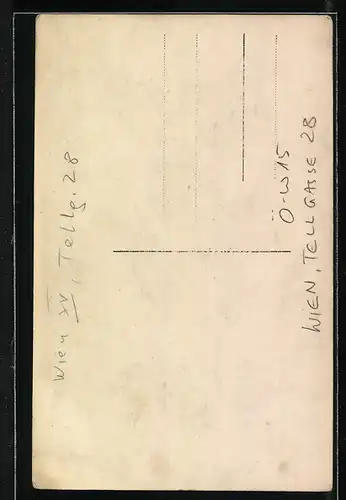 Wien XV, Tellg. 28
Ö-W15
WIEN, TELLGASSE 28